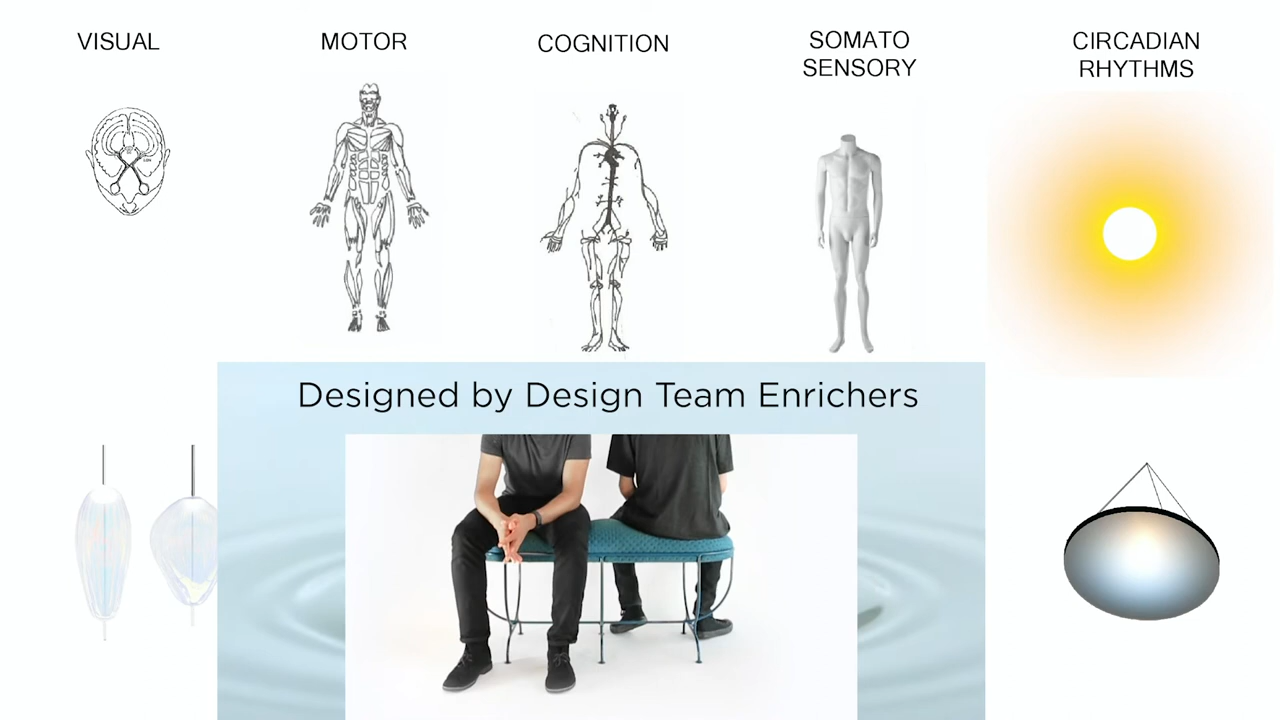 VISUAL
MOTOR
COGNITION
SOMATO
SENSORY
CIRCADIAN
RHYTHMS
Designed by Design Team Enrichers